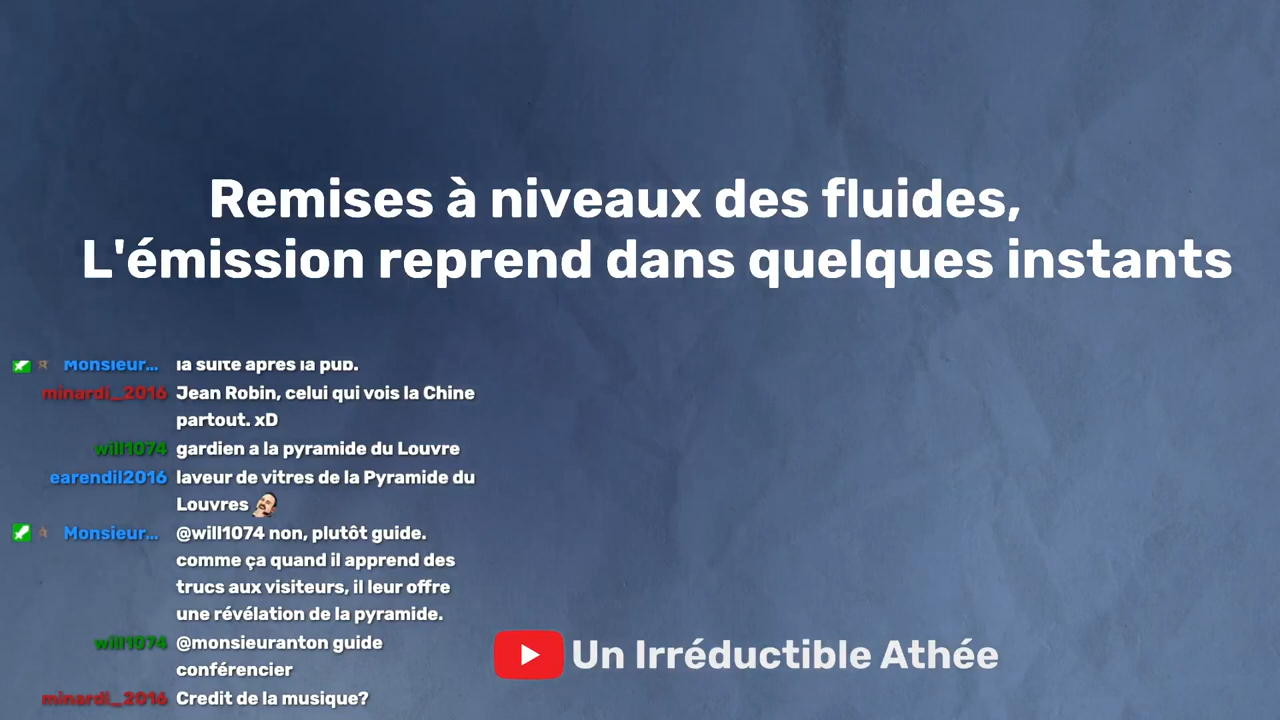 Remises à niveaux des fluides,
L'émission reprend dans quelques instants
Monsieur... la suite apres la pub.
minardi_2016 Jean Robin, celui qui vois la Chine
partout. xD
will1074 gardien a la pyramide du Louvre
earendil2016 laveur de vitres de la Pyramide du
Louvres
Monsieur... @will1074 non, plutôt guide.
comme ça quand il apprend des
trucs aux visiteurs, il leur offre
une révélation de la pyramide.
will1074 @monsieuranton guide
conférencier
minardi_2016 Credit de la musique?
Un Irréductible Athée